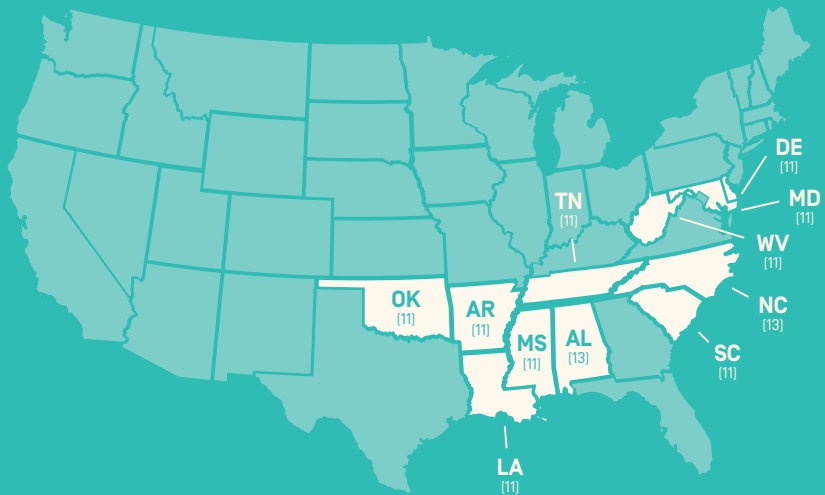 DE
(11)
MD
(11)
TN
(11)
WV
(11)
OK
(11)
AR
(11)
NC
(13)
MS
(11)
AL
(13)
SC
(11)
LA
(11)